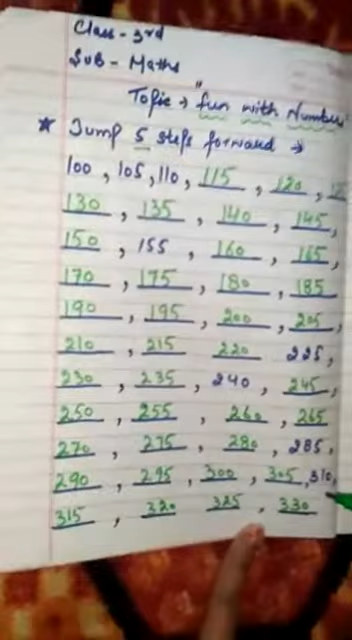 Class - 3rd
Sub - Maths
Topic → "fun with Number
* Jump 5 steps forward →
100, 105, 110, 115, 120,
130, 135, 140, 145,
150, 155, 160, 165,
170, 175, 180, 185
190, 195, 200, 205,
210, 215 220 225,
230, 235, 240, 245,
250, 255, 260, 265
270, 275, 280, 285,
290, 295, 300, 305, 310,
315, 320 325, 330